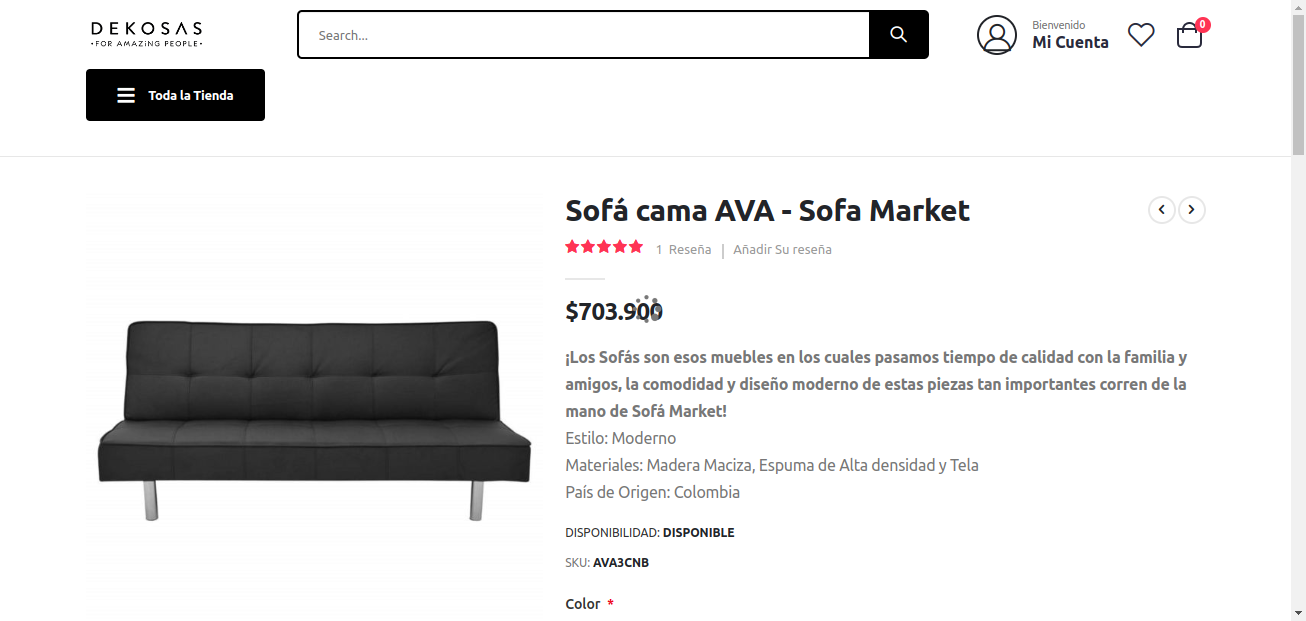 DEKOSAS
•FOR AMAZiNG PEOPLE•
Search...
Bienvenido
Mi Cuenta
0
Toda la Tienda
Sofá cama AVA - Sofa Market
1 Reseña | Añadir Su reseña
$703.900
¡Los Sofás son esos muebles en los cuales pasamos tiempo de calidad con la familia y
amigos, la comodidad y diseño moderno de estas piezas tan importantes corren de la
mano de Sofá Market!
Estilo: Moderno
Materiales: Madera Maciza, Espuma de Alta densidad y Tela
País de Origen: Colombia
DISPONIBILIDAD: DISPONIBLE
SKU: AVA3CNB
Color *